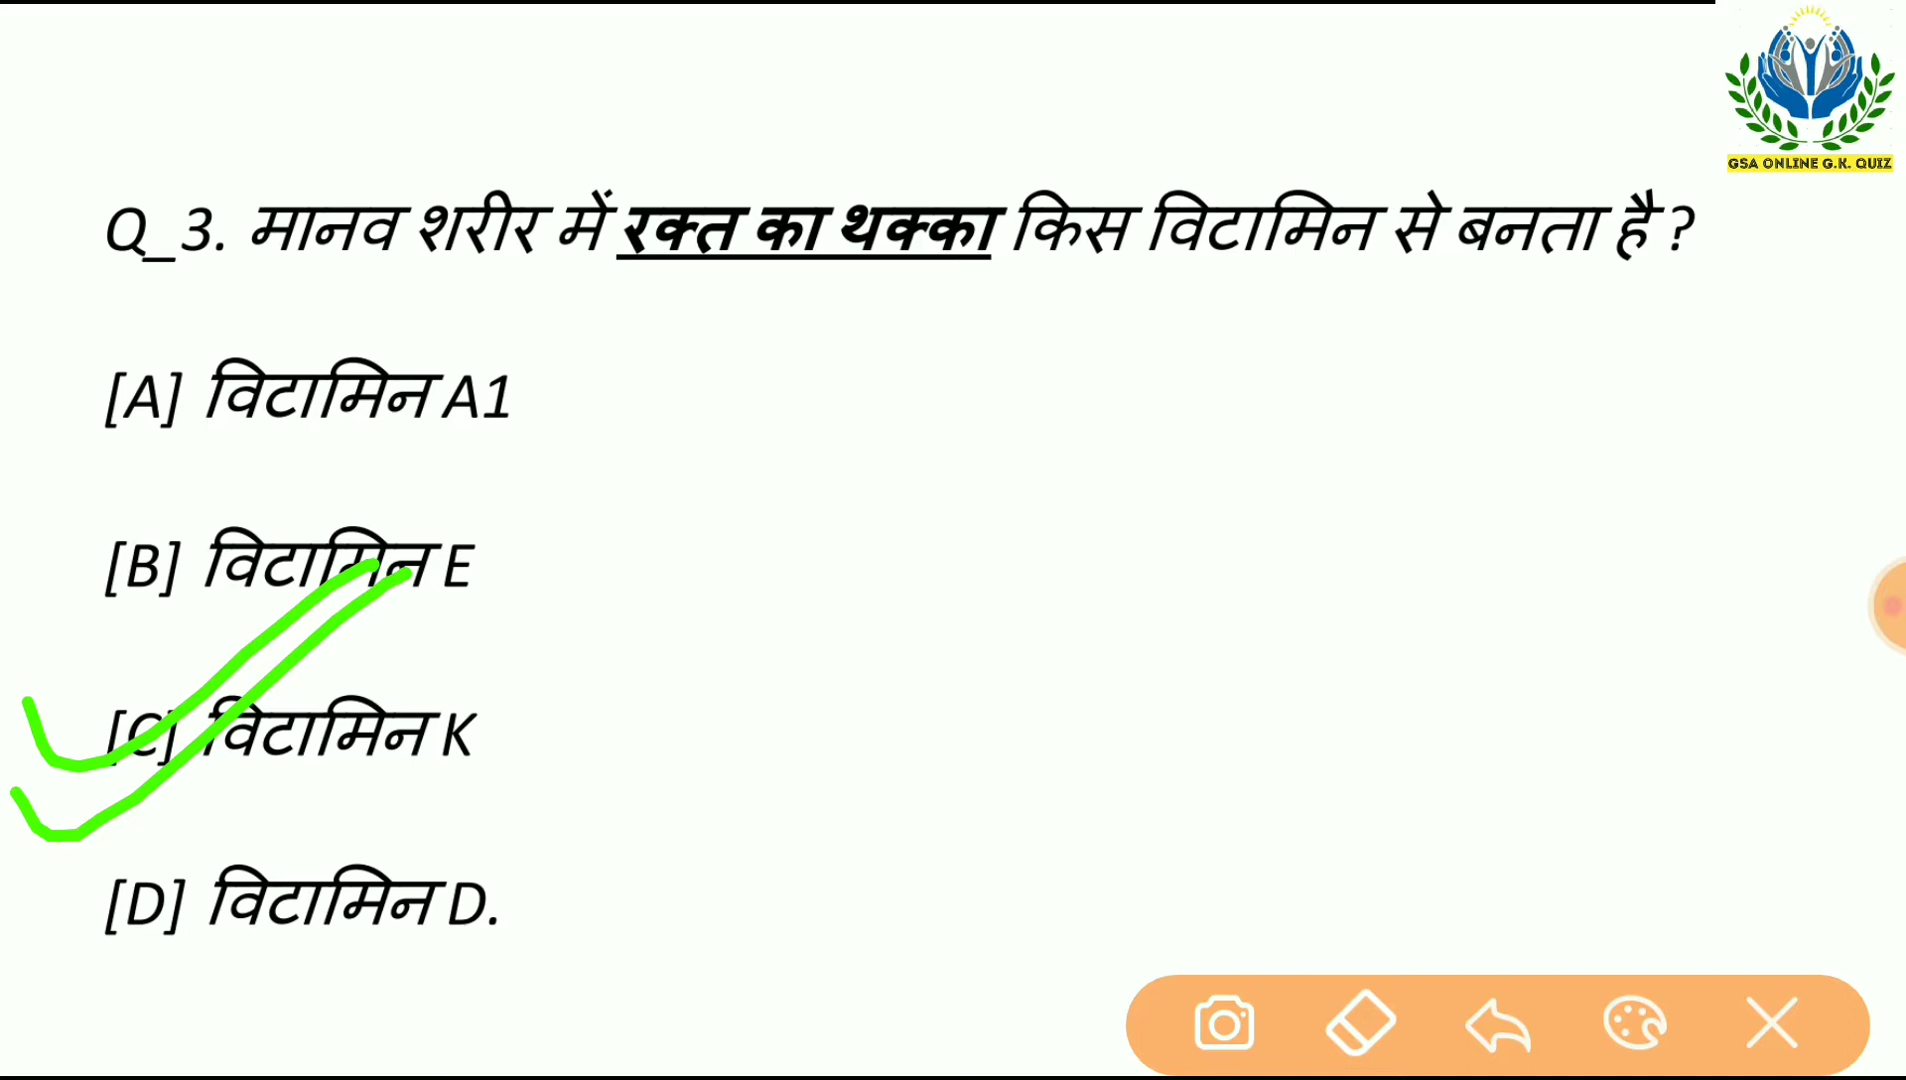 GSA ONLINE G.K. QUIZ
Q_3. मानव शरीर में रक्त का थक्का किस विटामिन से बनता है ?
[A] विटामिन A1
[B] विटामिन E
[C] विटामिन K
[D] विटामिन D.